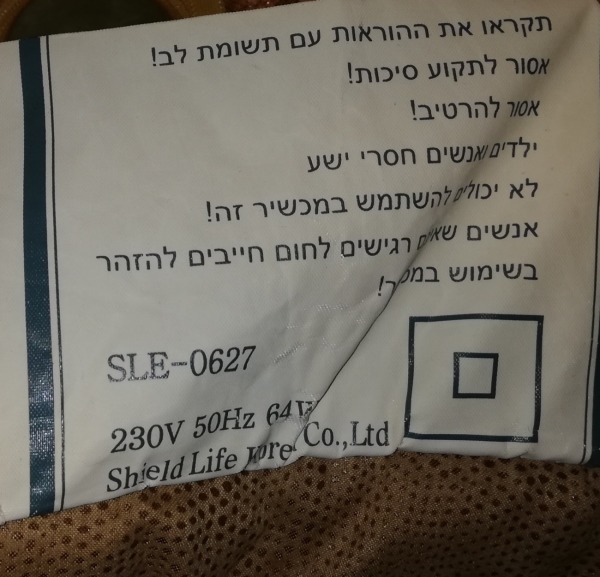 תקראו את ההוראות עם תשומת לב!
אסור לתקוע סיכות!
אסור להרטיב!
ילדים ואנשים חסרי ישע
לא יכולים להשתמש במכשיר זה!
אנשים שאינם רגישים לחום חייבים להזהר
בשימוש !
SLE-0627
230V 50Hz 64W
Shield Life Co.,Ltd